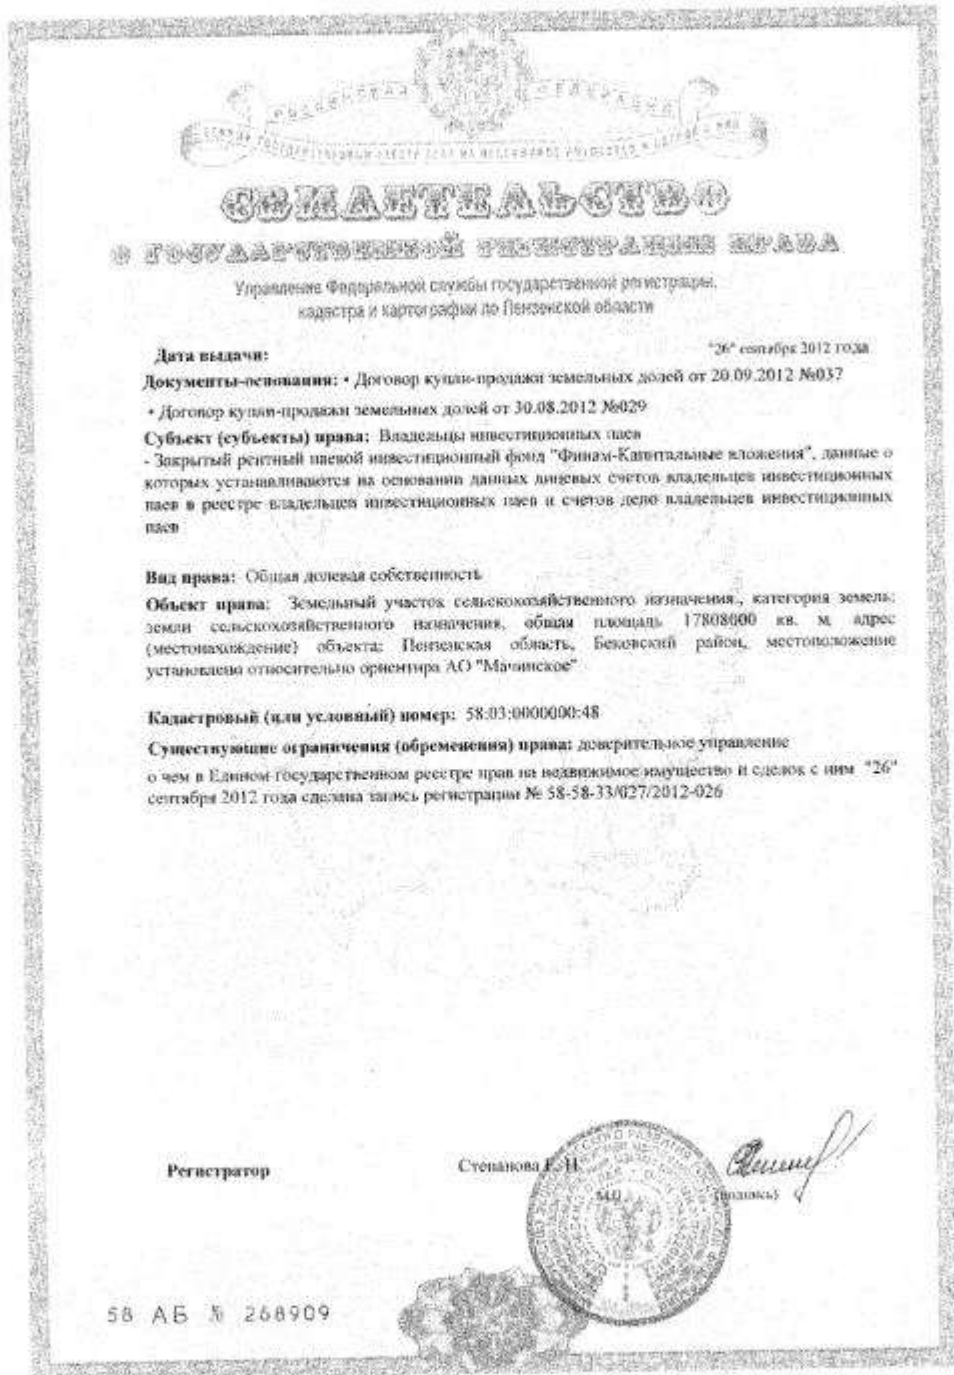 РОССИЙСКАЯ ФЕДЕРАЦИЯ
СВИДЕТЕЛЬСТВО
О ГОСУДАРСТВЕННОЙ РЕГИСТРАЦИИ ПРАВА
Управление Федеральной службы государственной регистрации,
кадастра и картографии по Пензенской области
Дата выдачи:
"26" сентября 2012 года
Документы-основания: • Договор купли-продажи земельных долей от 20.09.2012 №037
• Договор купли-продажи земельных долей от 30.08.2012 №029
Субъект (субъекты) права: Владельцы инвестиционных паев
- Закрытый рентный паевой инвестиционный фонд "Финам-Капитальные вложения", данные о
которых устанавливаются на основании данных лицевых счетов владельцев инвестиционных
паев в реестре владельцев инвестиционных паев и счетов депо владельцев инвестиционных
паев
Вид права: Общая долевая собственность
Объект права: Земельный участок сельскохозяйственного назначения., категория земель:
земли сельскохозяйственного назначения, общая площадь 17808000 кв. м, адрес
(местонахождение) объекта: Пензенская область, Бековский район, местоположение
установлено относительно ориентира АО "Мачинское"
Кадастровый (или условный) номер: 58:03:0000000:48
Существующие ограничения (обременения) права: доверительное управление
о чем в Едином государственном реестре прав на недвижимое имущество и сделок с ним "26"
сентября 2012 года сделана запись регистрации № 58-58-33/027/2012-026
Регистратор
Степанова Е. Н.
М.П.
(подпись)
58 АБ № 268909